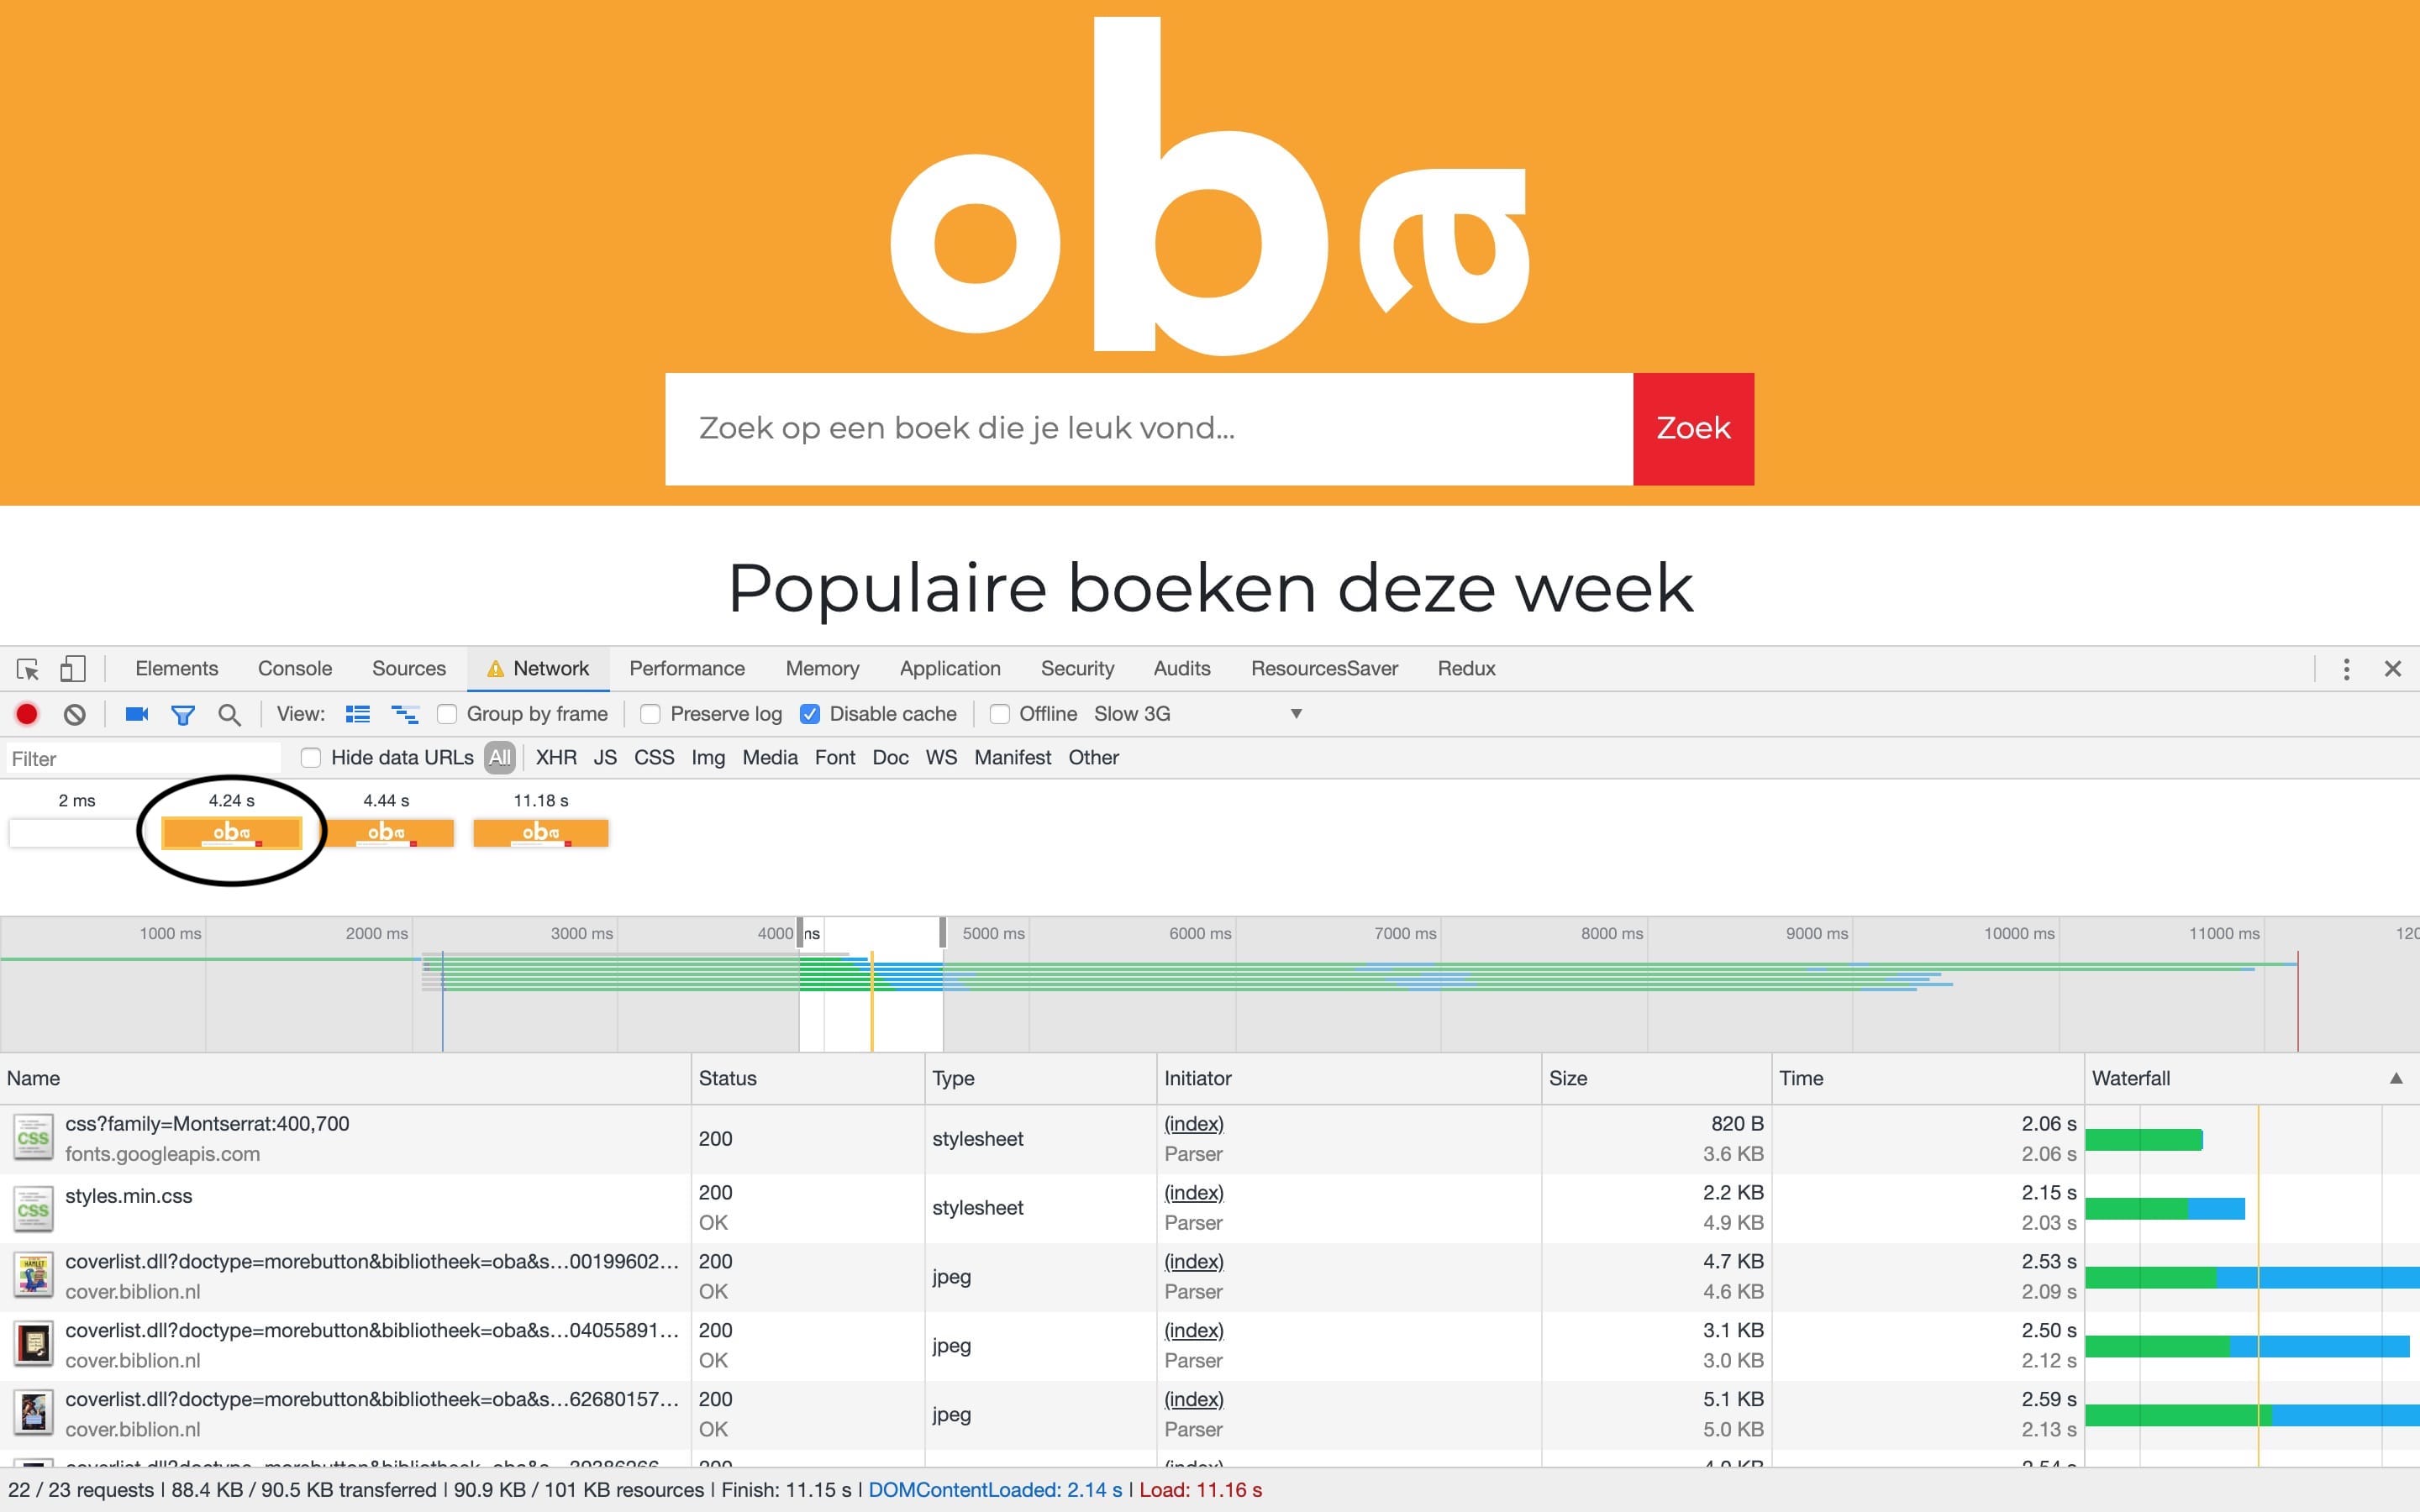 oba
Zoek op een boek die je leuk vond...
Zoek
Populaire boeken deze week
Elements Console Sources Network Performance Memory Application Security Audits ResourcesSaver Redux
View: Group by frame Preserve log Disable cache Offline Slow 3G
Filter Hide data URLs All XHR JS CSS Img Media Font Doc WS Manifest Other
2 ms 4.24 s 4.44 s 11.18 s
oba oba oba
1000 ms 2000 ms 3000 ms 4000 ms 5000 ms 6000 ms 7000 ms 8000 ms 9000 ms 10000 ms 11000 ms 120
Name Status Type Initiator Size Time Waterfall
css?family=Montserrat:400,700 200 stylesheet (index) 820 B 2.06 s
fonts.googleapis.com Parser 3.6 KB 2.06 s
styles.min.css 200 stylesheet (index) 2.2 KB 2.15 s
OK Parser 4.9 KB 2.03 s
coverlist.dll?doctype=morebutton&bibliotheek=oba&s...00199602... 200 jpeg (index) 4.7 KB 2.53 s
cover.biblion.nl OK Parser 4.6 KB 2.09 s
coverlist.dll?doctype=morebutton&bibliotheek=oba&s...04055891... 200 jpeg (index) 3.1 KB 2.50 s
cover.biblion.nl OK Parser 3.0 KB 2.12 s
coverlist.dll?doctype=morebutton&bibliotheek=oba&s...62680157... 200 jpeg (index) 5.1 KB 2.59 s
cover.biblion.nl OK Parser 5.0 KB 2.13 s
22 / 23 requests | 88.4 KB / 90.5 KB transferred | 90.9 KB / 101 KB resources | Finish: 11.15 s | DOMContentLoaded: 2.14 s | Load: 11.16 s